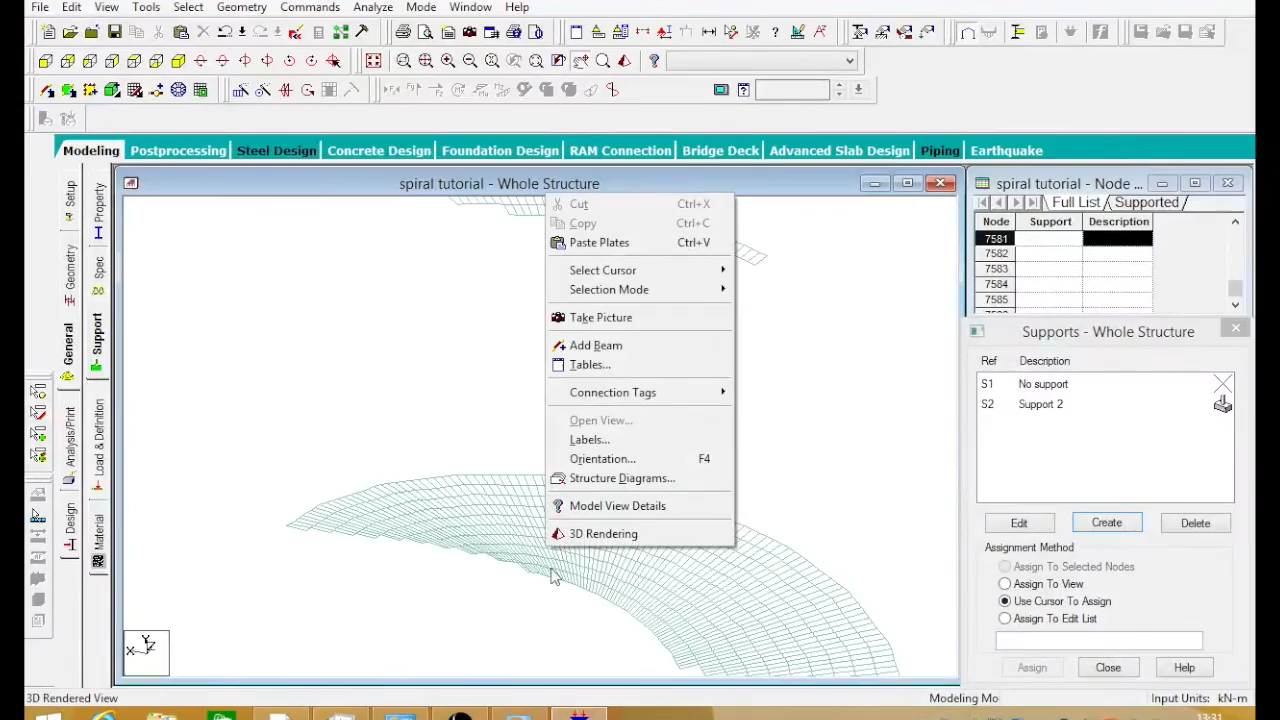 File Edit View Tools Select Geometry Commands Analyze Mode Window Help
Modeling Postprocessing Steel Design Concrete Design Foundation Design RAM Connection Bridge Deck Advanced Slab Design Piping Earthquake
Setup
Geometry
General
Analysis/Print
Design
Property
Spec
Support
Load & Definition
Material
spiral tutorial - Whole Structure
Cut Ctrl+X
Copy Ctrl+C
Paste Plates Ctrl+V
Select Cursor
Selection Mode
Take Picture
Add Beam
Tables...
Connection Tags
Open View...
Labels...
Orientation... F4
Structure Diagrams...
Model View Details
3D Rendering
Y
X Z
spiral tutorial - Node ...
Full List Supported
Node Support Description
7581
7582
7583
7584
7585
Supports - Whole Structure
Ref Description
S1 No support
S2 Support 2
Edit Create Delete
Assignment Method
Assign To Selected Nodes
Assign To View
Use Cursor To Assign
Assign To Edit List
Assign Close Help
3D Rendered View Modeling Mo Input Units: kN-m
13:31